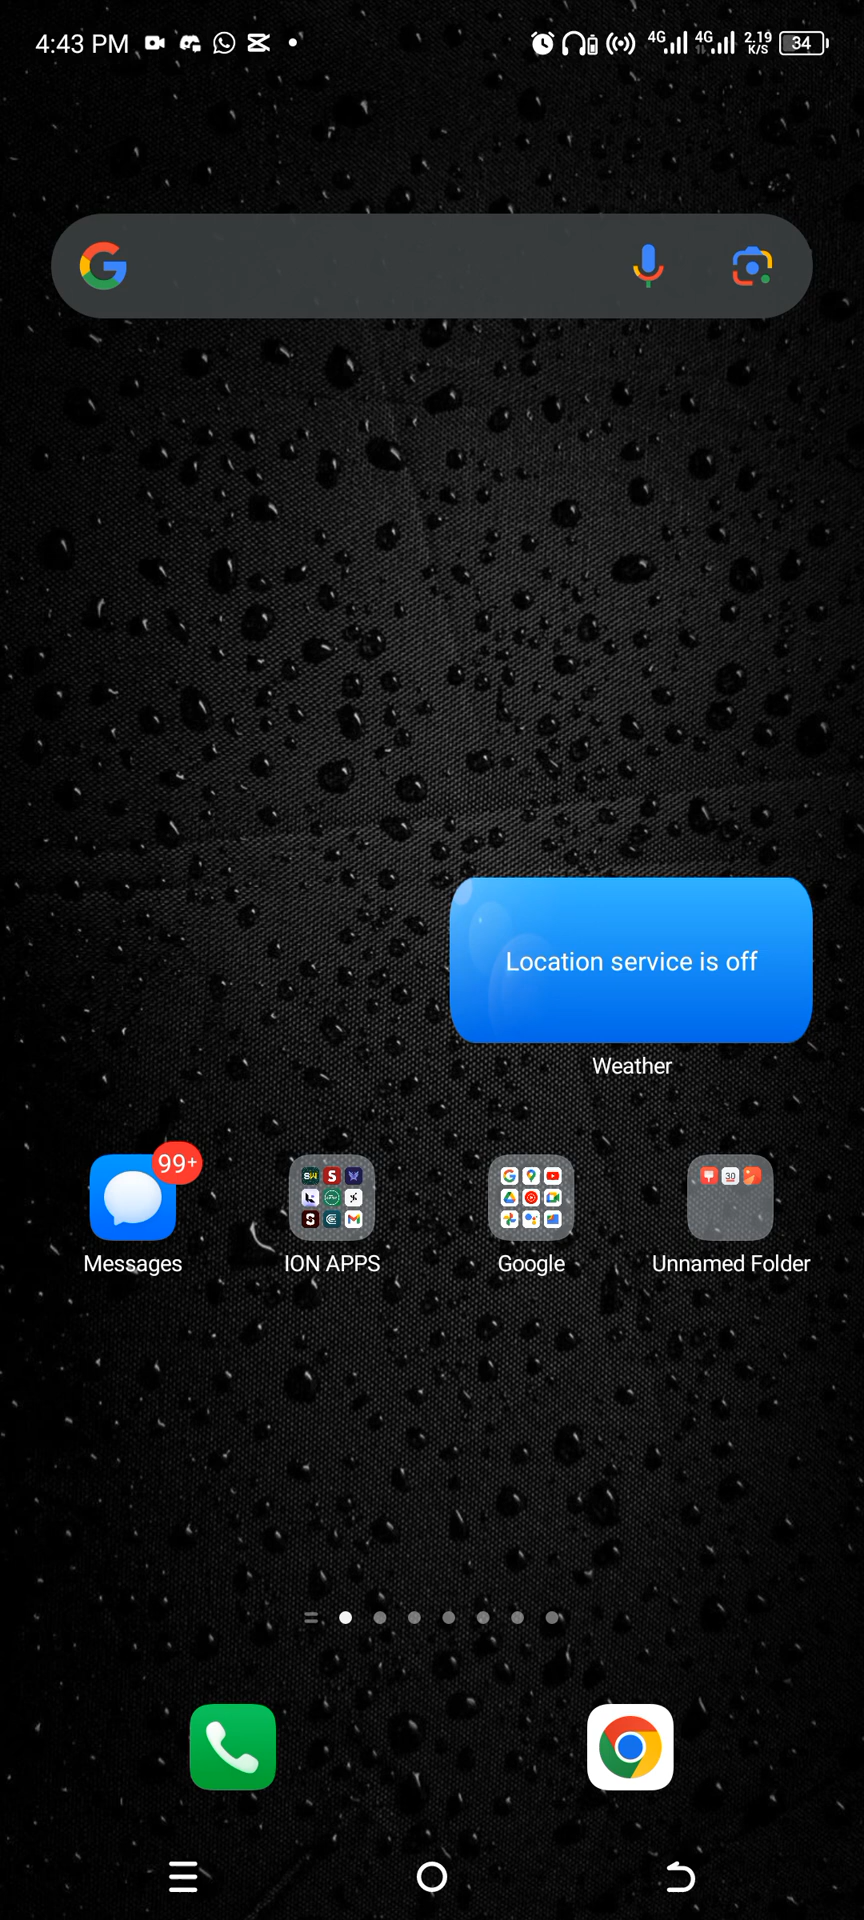 4:43 PM
4G 4G 2.19 K/S 34
Location service is off
Weather
99+
Messages
ION APPS
Google
Unnamed Folder